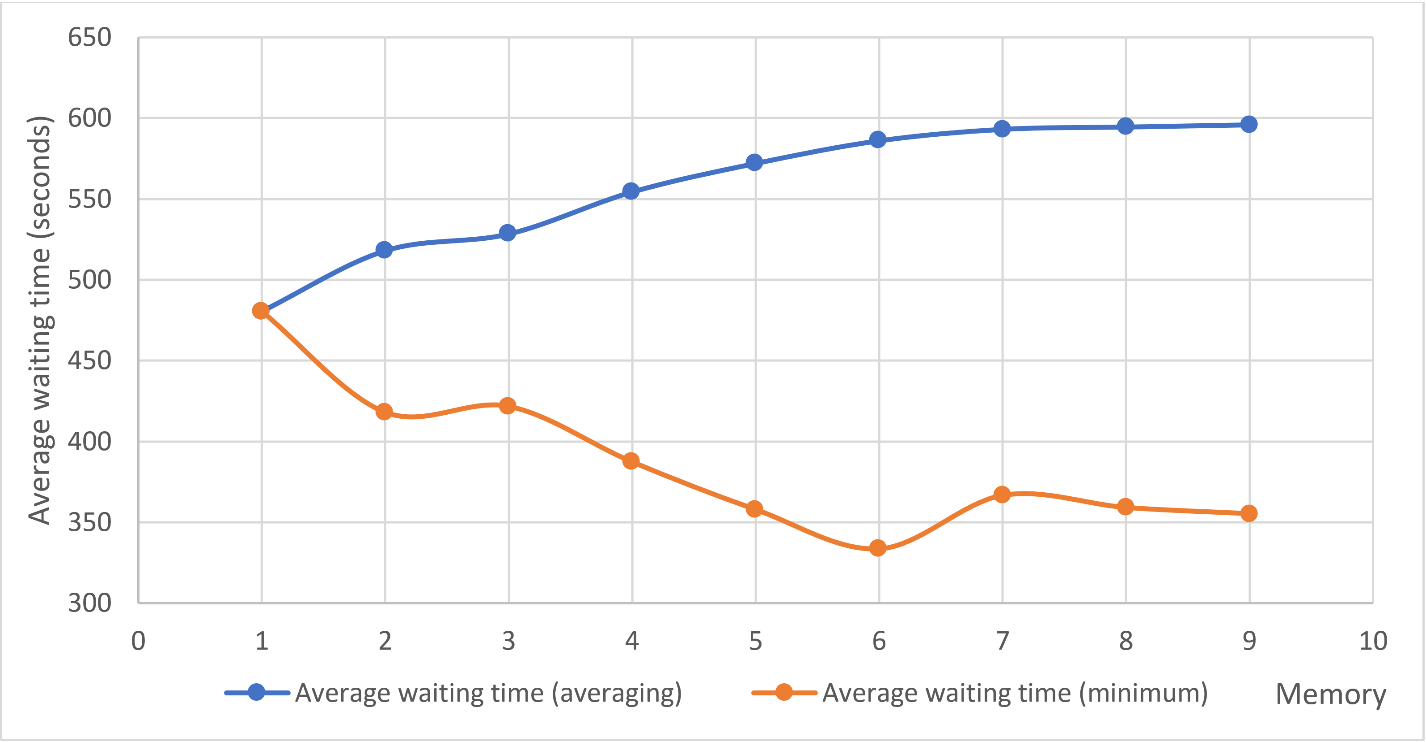 650
600
550
500
450
400
350
300
Average waiting time (seconds)
0 1 2 3 4 5 6 7 8 9 10
Average waiting time (averaging) Average waiting time (minimum) Memory